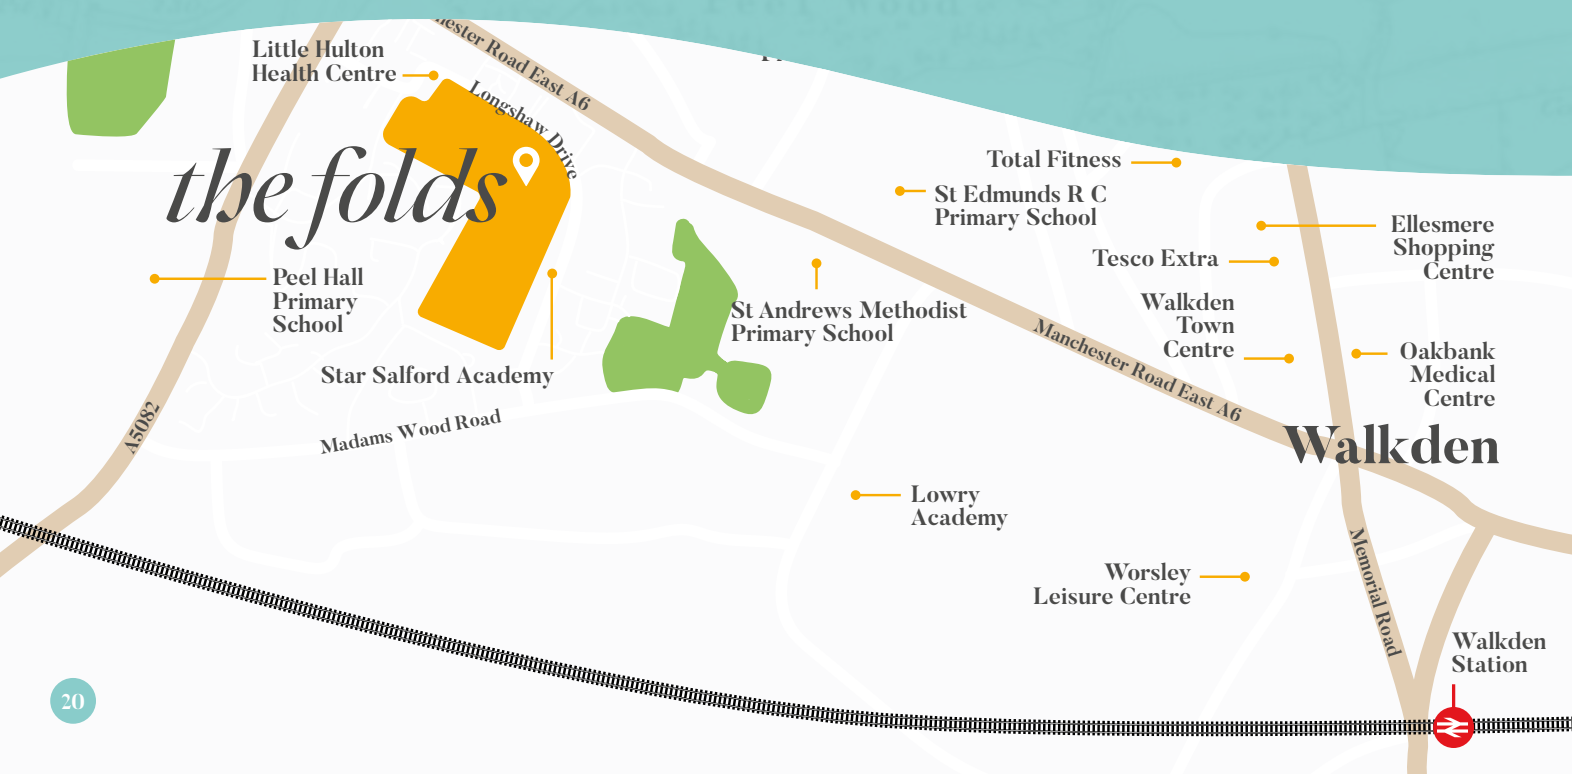 Little Hulton
Health Centre
hester Road East A6
Longshaw Drive
the folds
Total Fitness
St Edmunds R C
Primary School
Ellesmere
Shopping
Centre
Tesco Extra
Peel Hall
Primary
School
Walkden
Town
Centre
St Andrews Methodist
Primary School
Manchester Road East A6
Oakbank
Medical
Centre
Star Salford Academy
Madams Wood Road
A5082
Walkden
Lowry
Academy
Worsley
Leisure Centre
Memorial Road
Walkden
Station
20